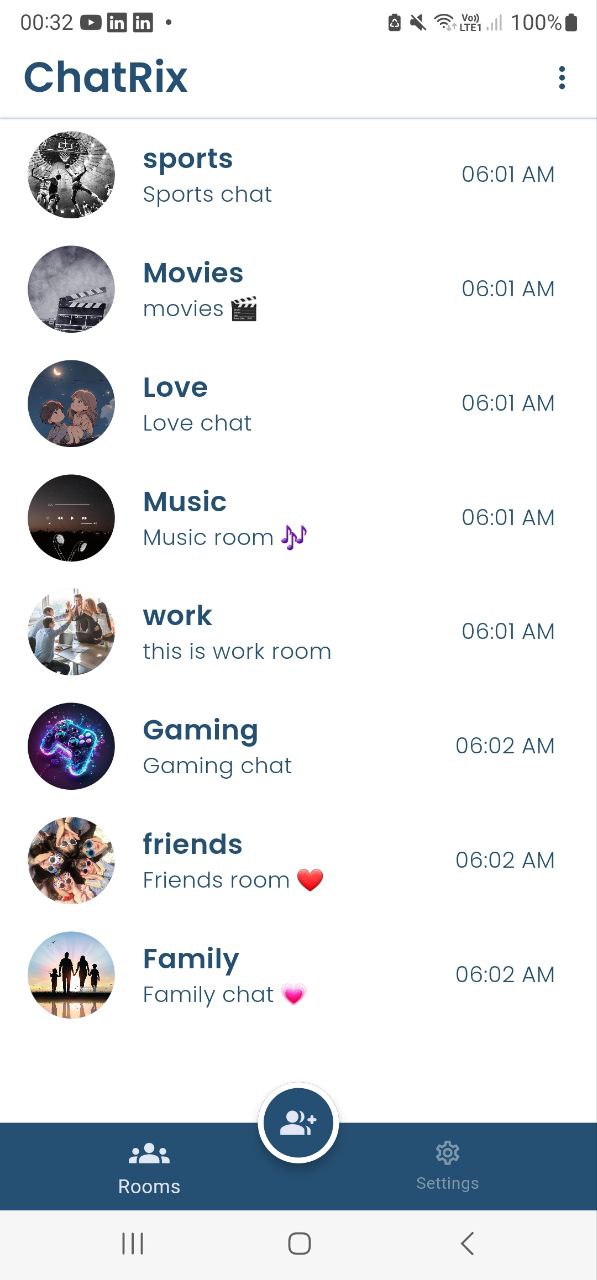 00:32
Vo))
LTE1
100%
ChatRix
sports
Sports chat
06:01 AM
Movies
movies 🎬
06:01 AM
Love
Love chat
06:01 AM
Music
Music room 🎶
06:01 AM
work
this is work room
06:01 AM
Gaming
Gaming chat
06:02 AM
friends
Friends room ❤️
06:02 AM
Family
Family chat 💗
06:02 AM
Rooms
Settings